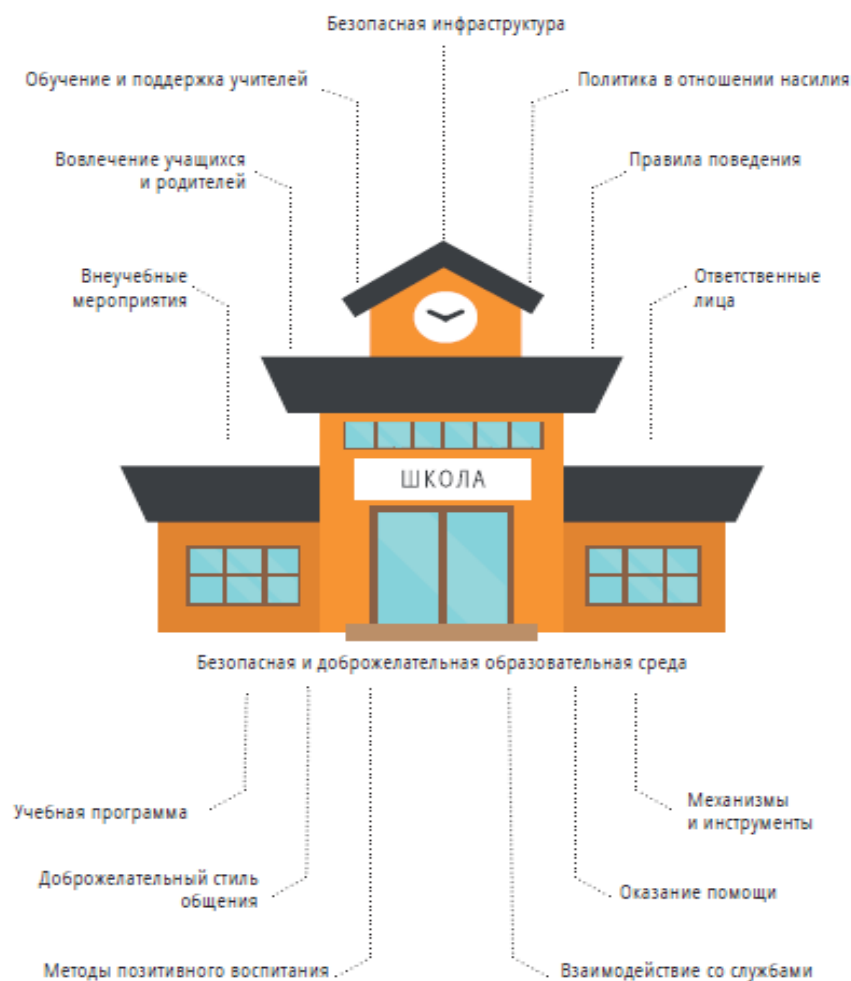 Безопасная инфраструктура
Обучение и поддержка учителей
Политика в отношении насилия
Вовлечение учащихся
и родителей
Правила поведения
Внеучебные
мероприятия
Ответственные
лица
ШКОЛА
Безопасная и доброжелательная образовательная среда
Учебная программа
Механизмы
и инструменты
Доброжелательный стиль
общения
Оказание помощи
Методы позитивного воспитания
Взаимодействие со службами